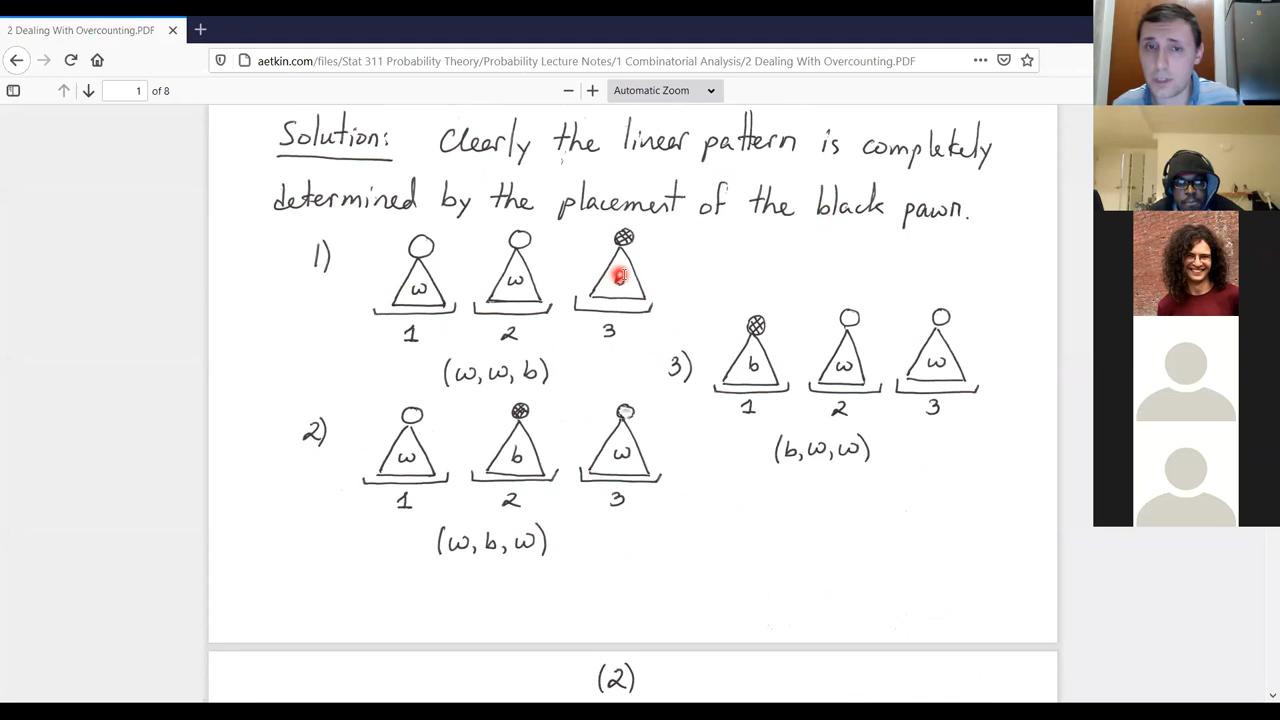 2 Dealing With Overcounting.PDF
aetkin.com/files/Stat 311 Probability Theory/Probability Lecture Notes/1 Combinatorial Analysis/2 Dealing With Overcounting.PDF
1 of 8
Automatic Zoom
Solution: Clearly the linear pattern is completely
determined by the placement of the black pawn.
1)
w w
1 2 3
(w, w, b)
2)
w b w
1 2 3
(w, b, w)
3)
b w w
1 2 3
(b, w, w)
(2)